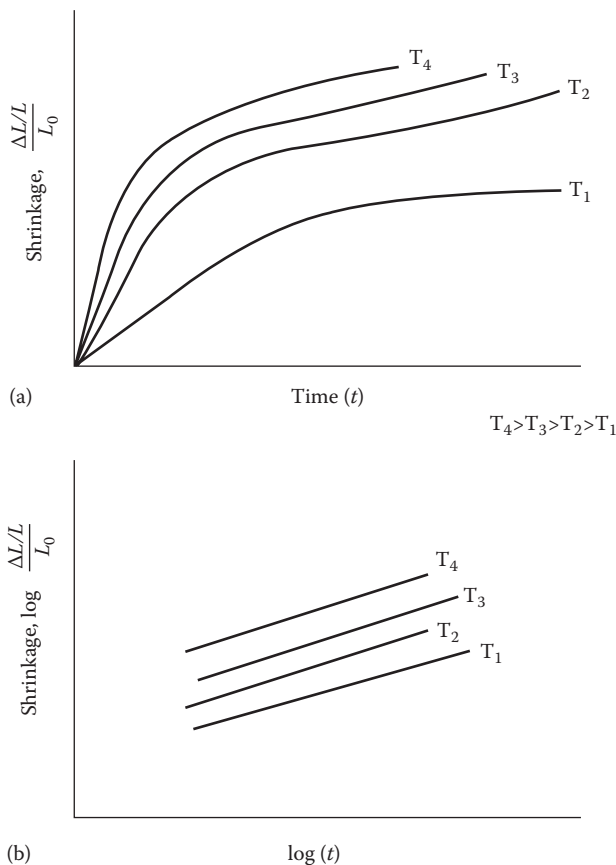 T₄
T₃
T₂
T₁
Shrinkage, ΔL/L / L₀
(a)
Time (t)
T₄>T₃>T₂>T₁
Shrinkage, log ΔL/L / L₀
T₄
T₃
T₂
T₁
(b)
log (t)